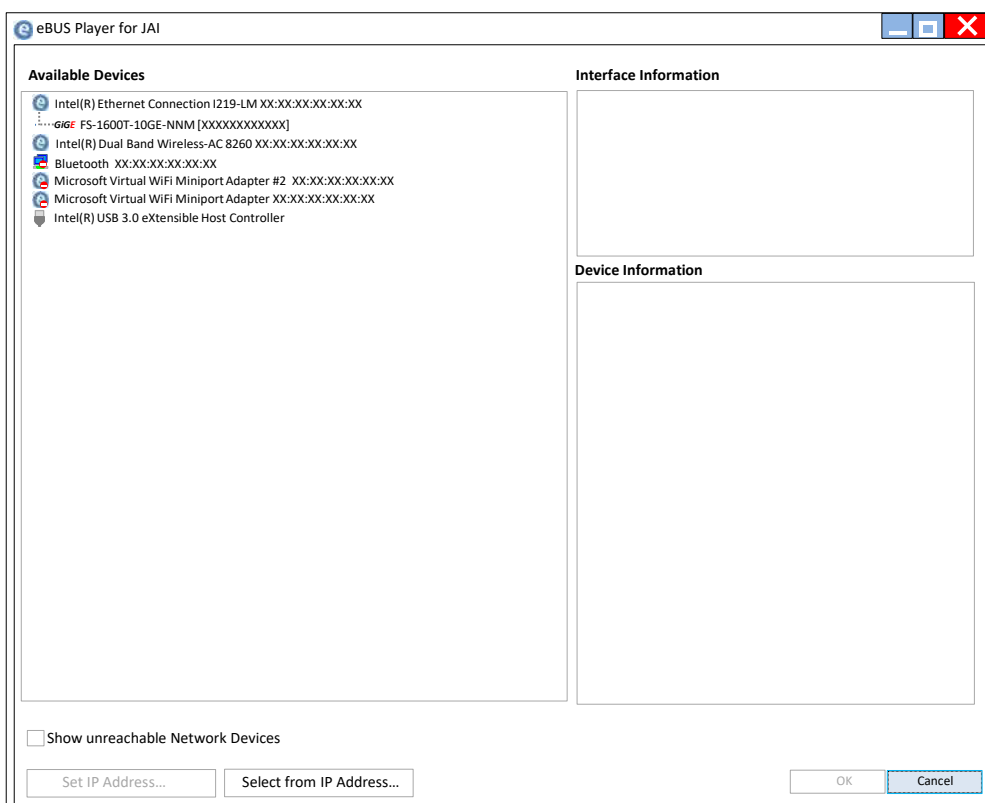 eBUS Player for JAI
Available Devices
Intel(R) Ethernet Connection I219-LM XX:XX:XX:XX:XX:XX
GiGE FS-1600T-10GE-NNM [XXXXXXXXXXXX]
Intel(R) Dual Band Wireless-AC 8260 XX:XX:XX:XX:XX:XX
Bluetooth XX:XX:XX:XX:XX:XX
Microsoft Virtual WiFi Miniport Adapter #2 XX:XX:XX:XX:XX:XX
Microsoft Virtual WiFi Miniport Adapter XX:XX:XX:XX:XX:XX
Intel(R) USB 3.0 eXtensible Host Controller
Interface Information
Device Information
Show unreachable Network Devices
Set IP Address...
Select from IP Address...
OK
Cancel